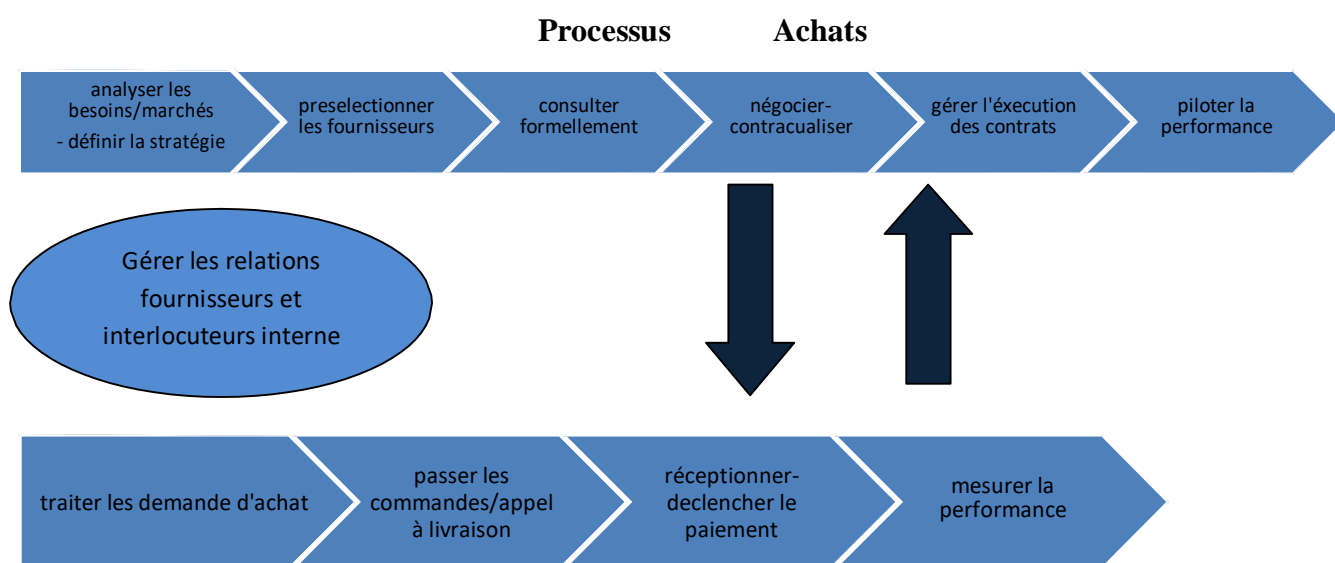 Processus Achats
analyser les
besoins/marchés
- définir la stratégie
preselectionner
les fournisseurs
consulter
formellement
négocier-
contracualiser
gérer l'éxecution
des contrats
piloter la
performance
Gérer les relations
fournisseurs et
interlocuteurs interne
traiter les demande d'achat
passer les
commandes/appel
à livraison
réceptionner-
declencher le
paiement
mesurer la
performance